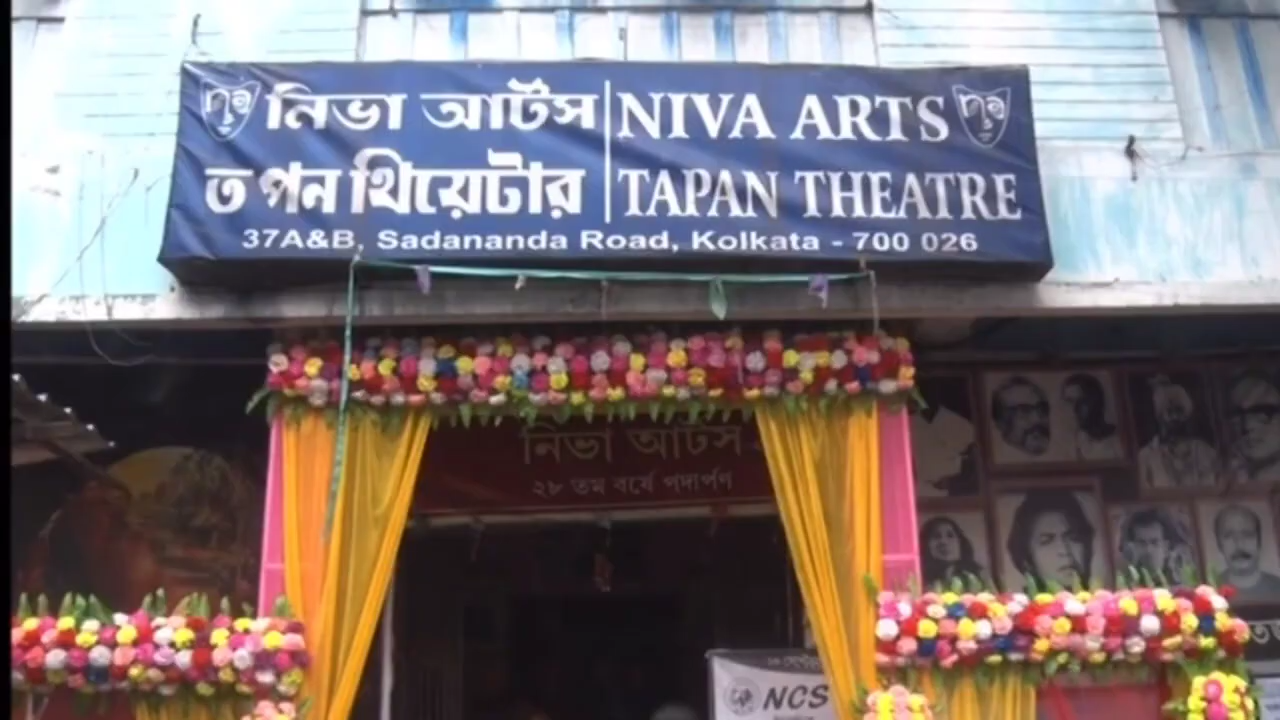 নিভা আর্টস
তপন থিয়েটার
NIVA ARTS
TAPAN THEATRE
37A&B, Sadananda Road, Kolkata - 700 026
নিভা আর্টস
২৮ তম বর্ষে পদার্পণ
NCS